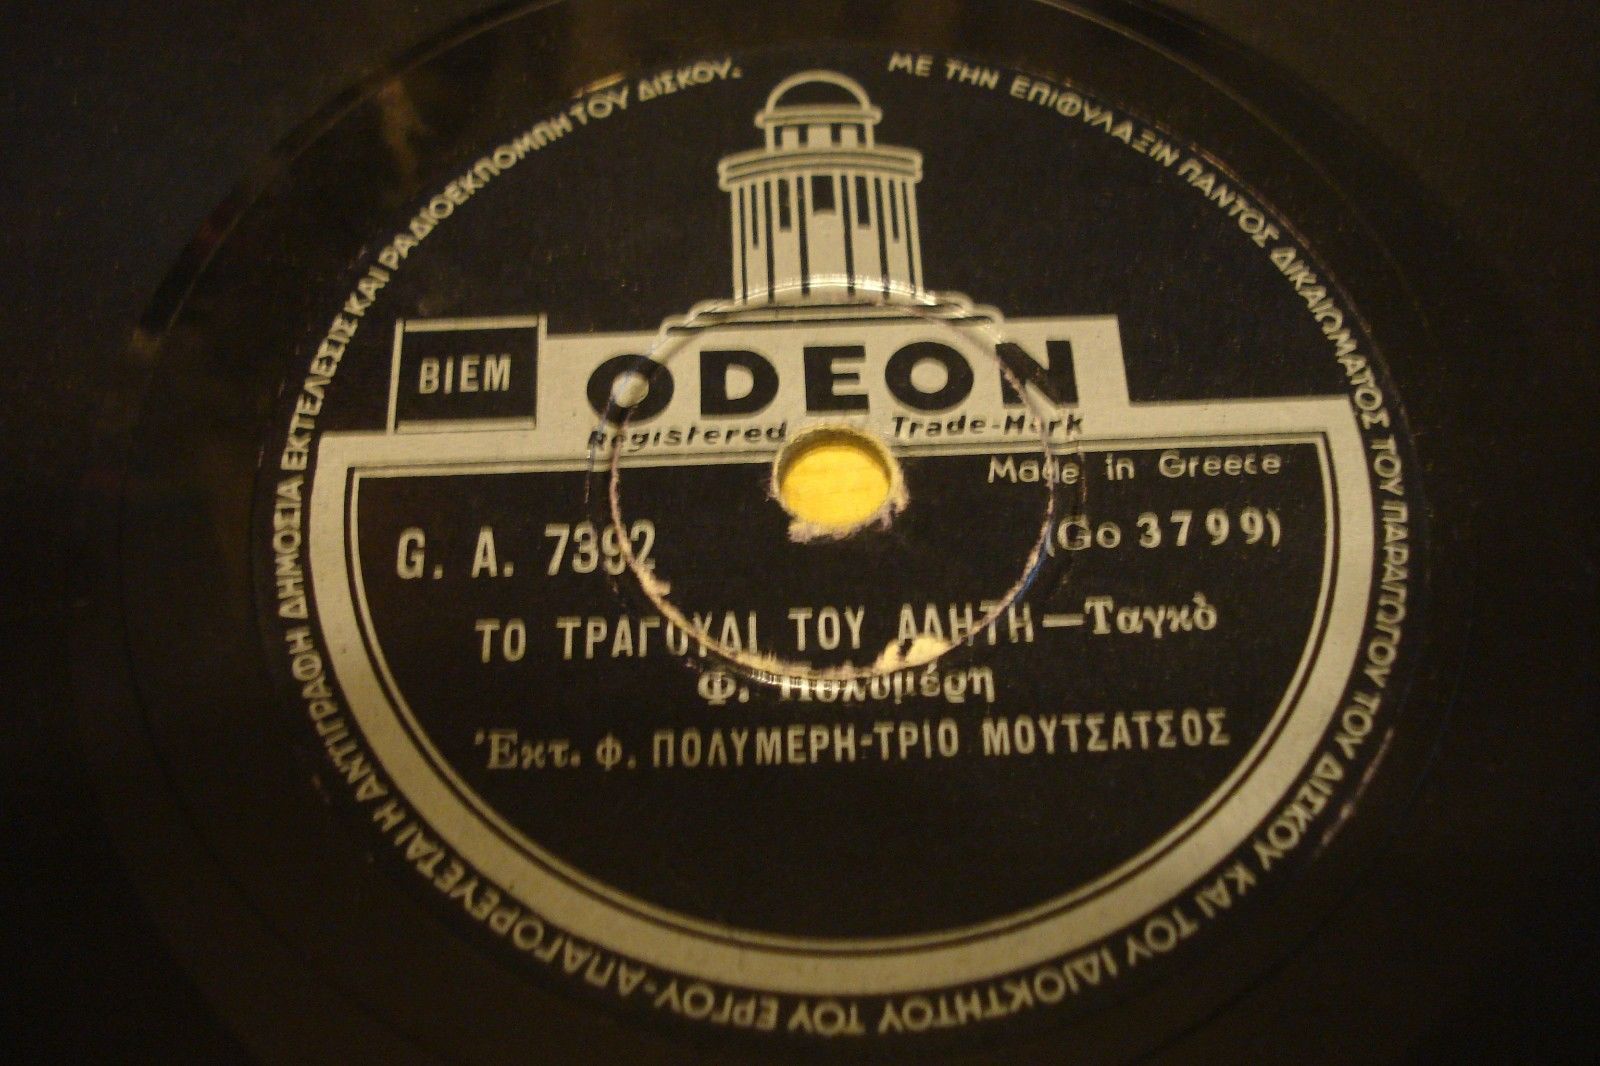 ΜΕ ΤΗΝ ΕΠΙΦΥΛΑΞΙΝ ΠΑΝΤΟΣ ΔΙΚΑΙΩΜΑΤΟΣ ΤΟΥ ΠΑΡΑΓΩΓΟΥ ΤΟΥ ΔΙΣΚΟΥ ΚΑΙ ΤΟΥ ΙΔΙΟΚΤΗΤΟΥ ΤΟΥ ΕΡΓΟΥ-ΑΠΑΓΟΡΕΥΕΤΑΙ Η ΑΝΤΙΓΡΑΦΗ ΔΗΜΟΣΙΑ ΕΚΤΕΛΕΣΙΣ ΚΑΙ ΡΑΔΙΟΕΚΠΟΜΠΗ ΤΟΥ ΔΙΣΚΟΥ.
BIEM
ODEON
Registered Trade-Mark
Made in Greece
G. A. 7392 (Go 3799)
ΤΟ ΤΡΑΓΟΥΔΙ ΤΟΥ ΑΛΗΤΗ—Ταγκὸ
Φ. Πολυμέρη
Ἐκτ. Φ. ΠΟΛΥΜΕΡΗ-ΤΡΙΟ ΜΟΥΤΣΑΤΣΟΣ